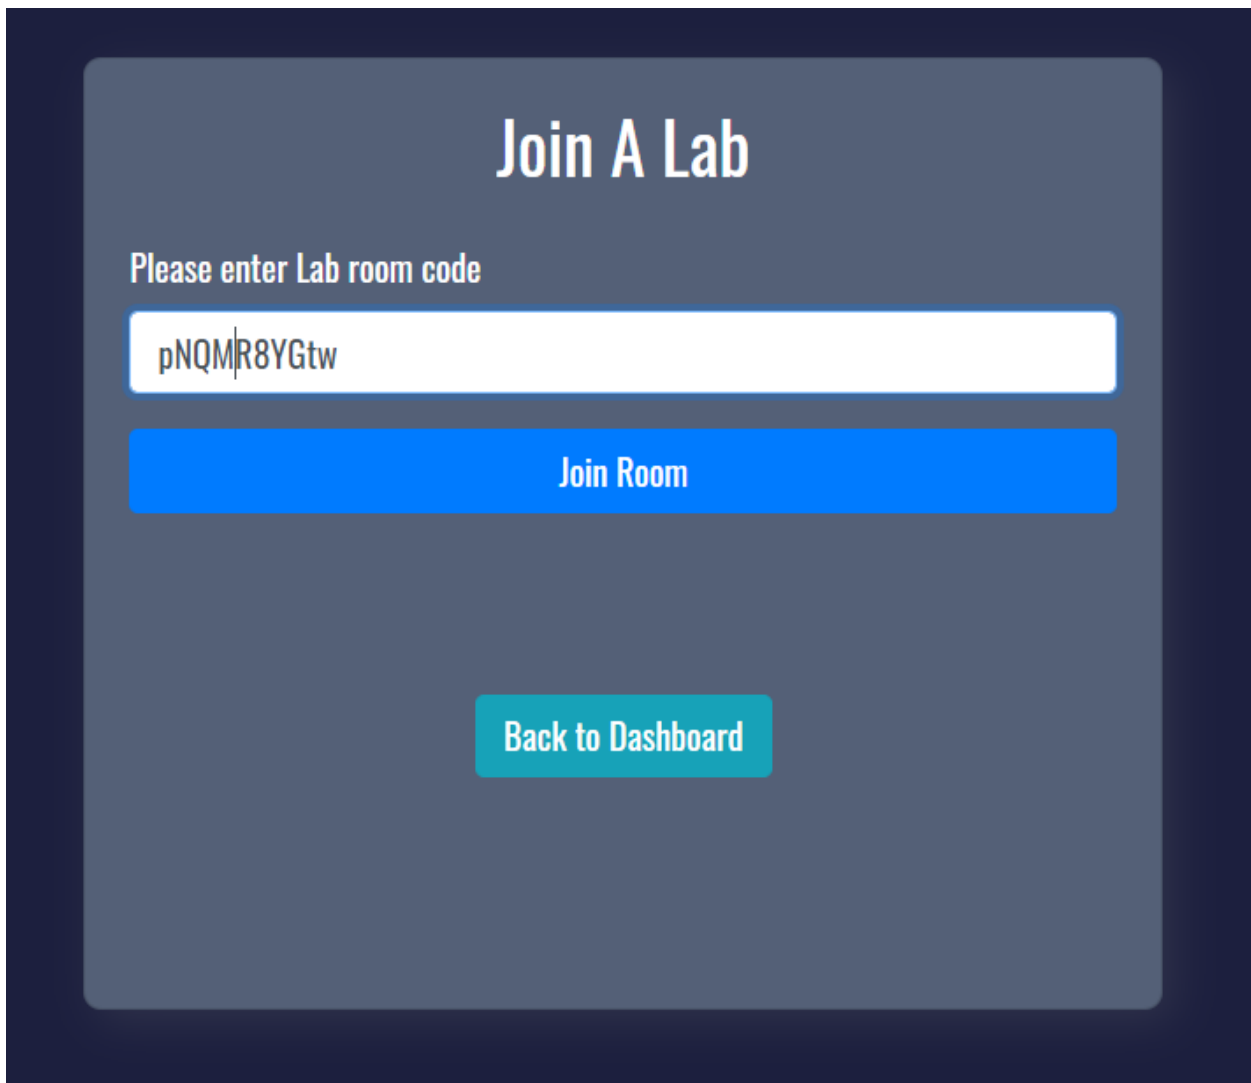 Join A Lab
Please enter Lab room code
pNQMR8YGtw
Join Room
Back to Dashboard